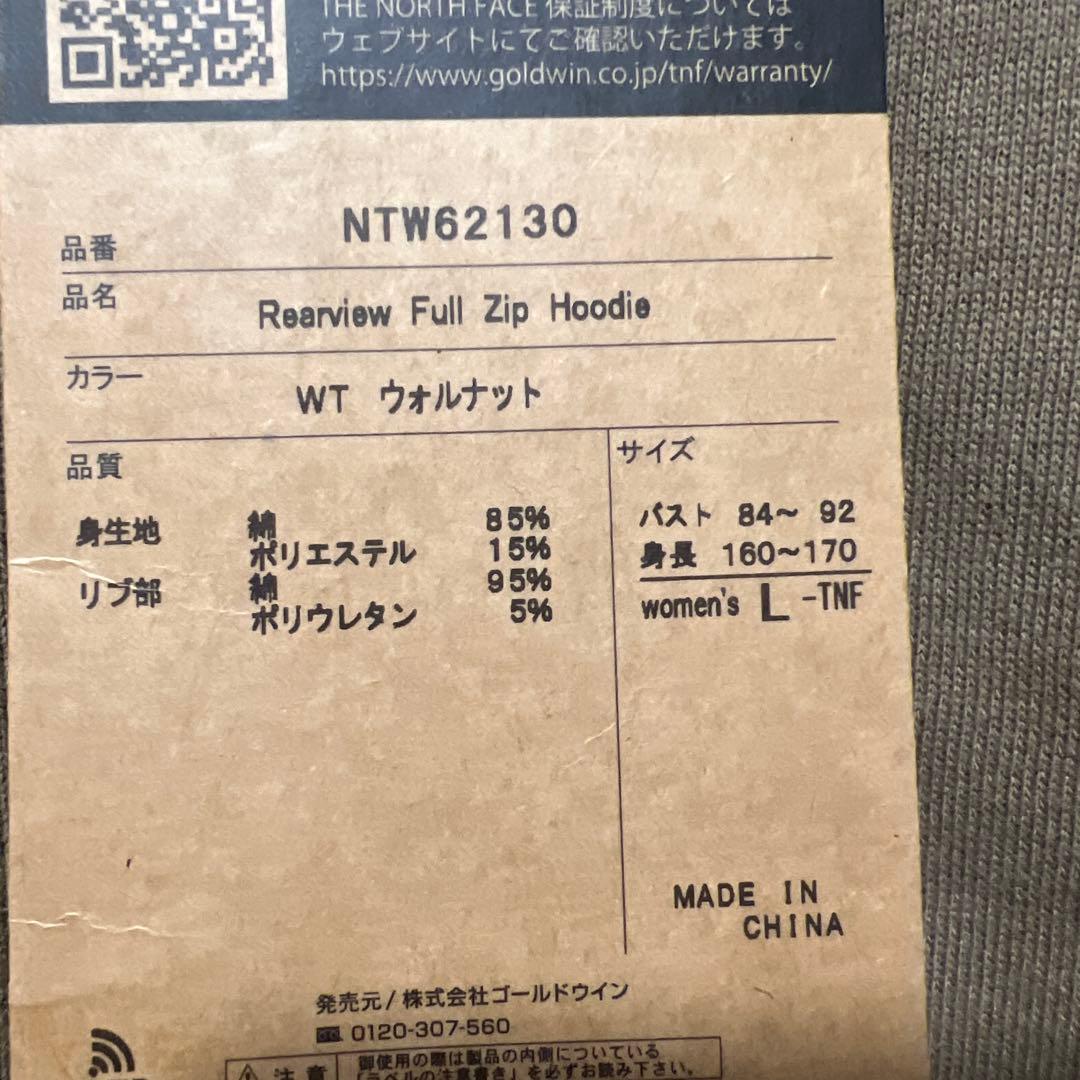 THE NORTH FACE 保証制度については
ウェブサイトにてご確認いただけます。
https://www.goldwin.co.jp/tnf/warranty/
品番 NTW62130
品名 Rearview Full Zip Hoodie
カラー WT ウォルナット
品質
身生地 綿 85%
ポリエステル 15%
リブ部 綿 95%
ポリウレタン 5%
サイズ
バスト 84～ 92
身長 160～170
women's L -TNF
MADE IN
CHINA
発売元/株式会社ゴールドウイン
0120-307-560
注意
御使用の際は製品の内側についている
「ラベルの注意書き」を必ずお読み下さい。